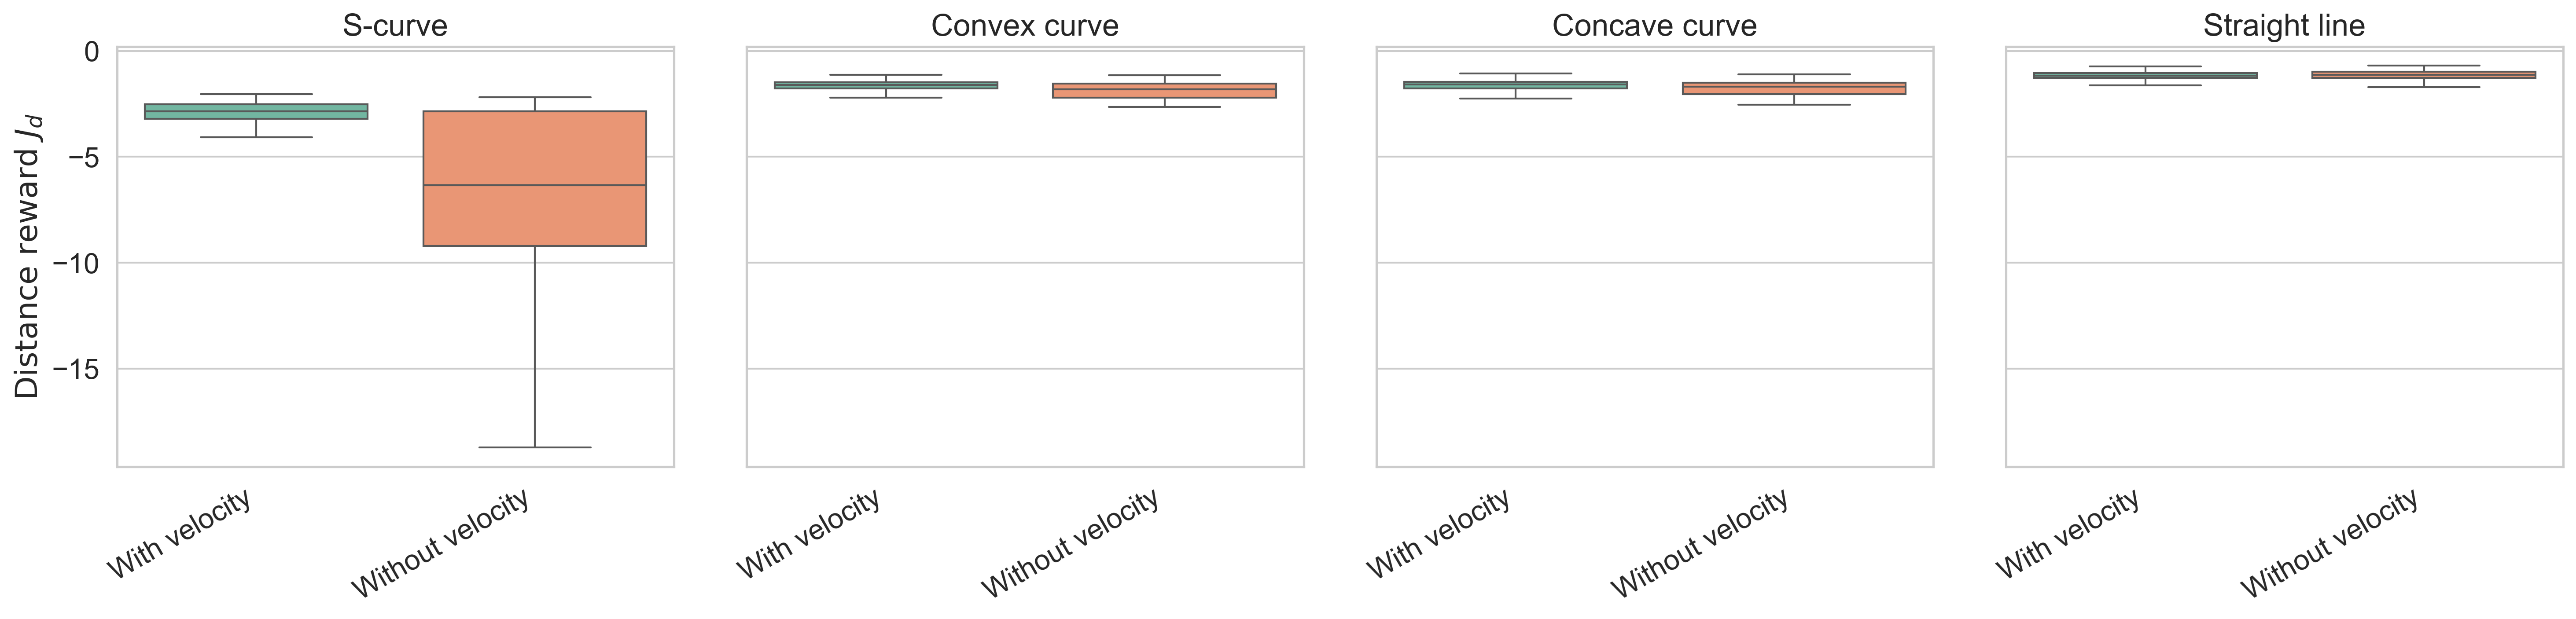 S-curve
Convex curve
Concave curve
Straight line
Distance reward J_d
0
−5
−10
−15
With velocity
Without velocity
With velocity
Without velocity
With velocity
Without velocity
With velocity
Without velocity